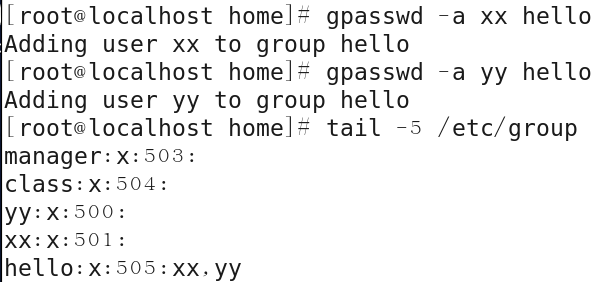 [root@localhost home]# gpasswd -a xx hello
Adding user xx to group hello
[root@localhost home]# gpasswd -a yy hello
Adding user yy to group hello
[root@localhost home]# tail -5 /etc/group
manager:x:503:
class:x:504:
yy:x:500:
xx:x:501:
hello:x:505:xx,yy